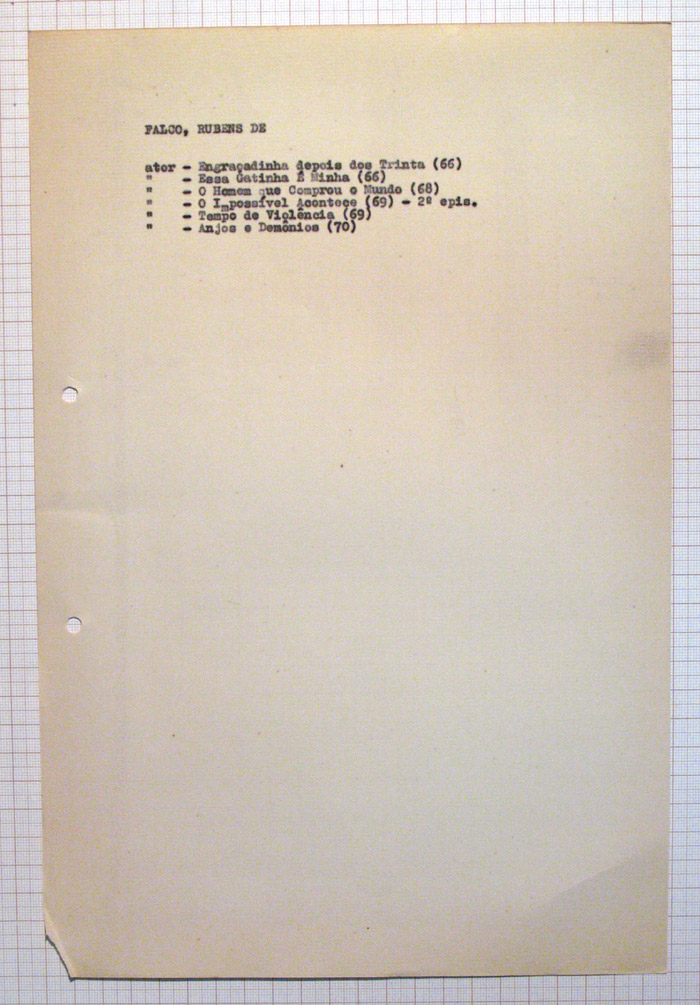 FALCO, RUBENS DE
ator - Engraçadinha depois dos Trinta (66)
" - Essa Gatinha É Minha (66)
" - O Homem que Comprou o Mundo (68)
" - O Impossível Acontece (69) - 2º epis.
" - Tempo de Violência (69)
" - Anjos e Demônios (70)